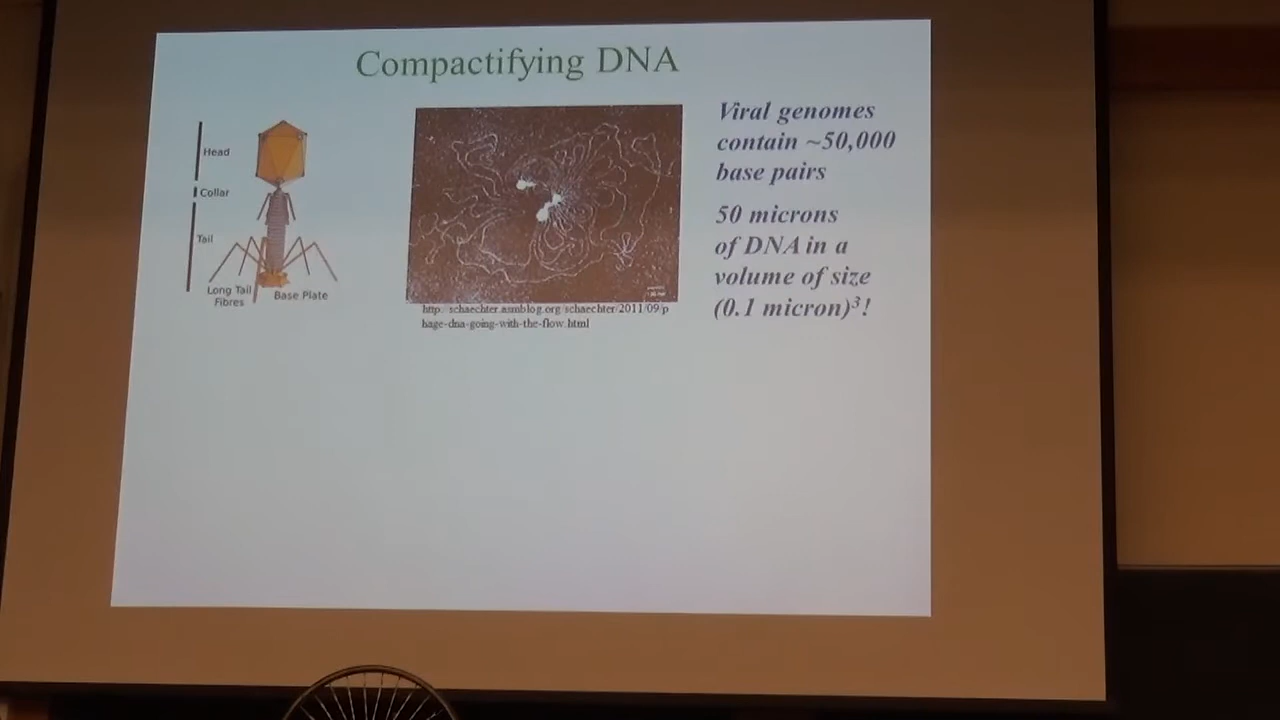 Compactifying DNA
Head
Collar
Tail
Long Tail
Fibres
Base Plate
http://schaechter.asmblog.org/schaechter/2011/09/p
hage-dna-going-with-the-flow.html
Viral genomes
contain ~50,000
base pairs
50 microns
of DNA in a
volume of size
(0.1 micron)³!